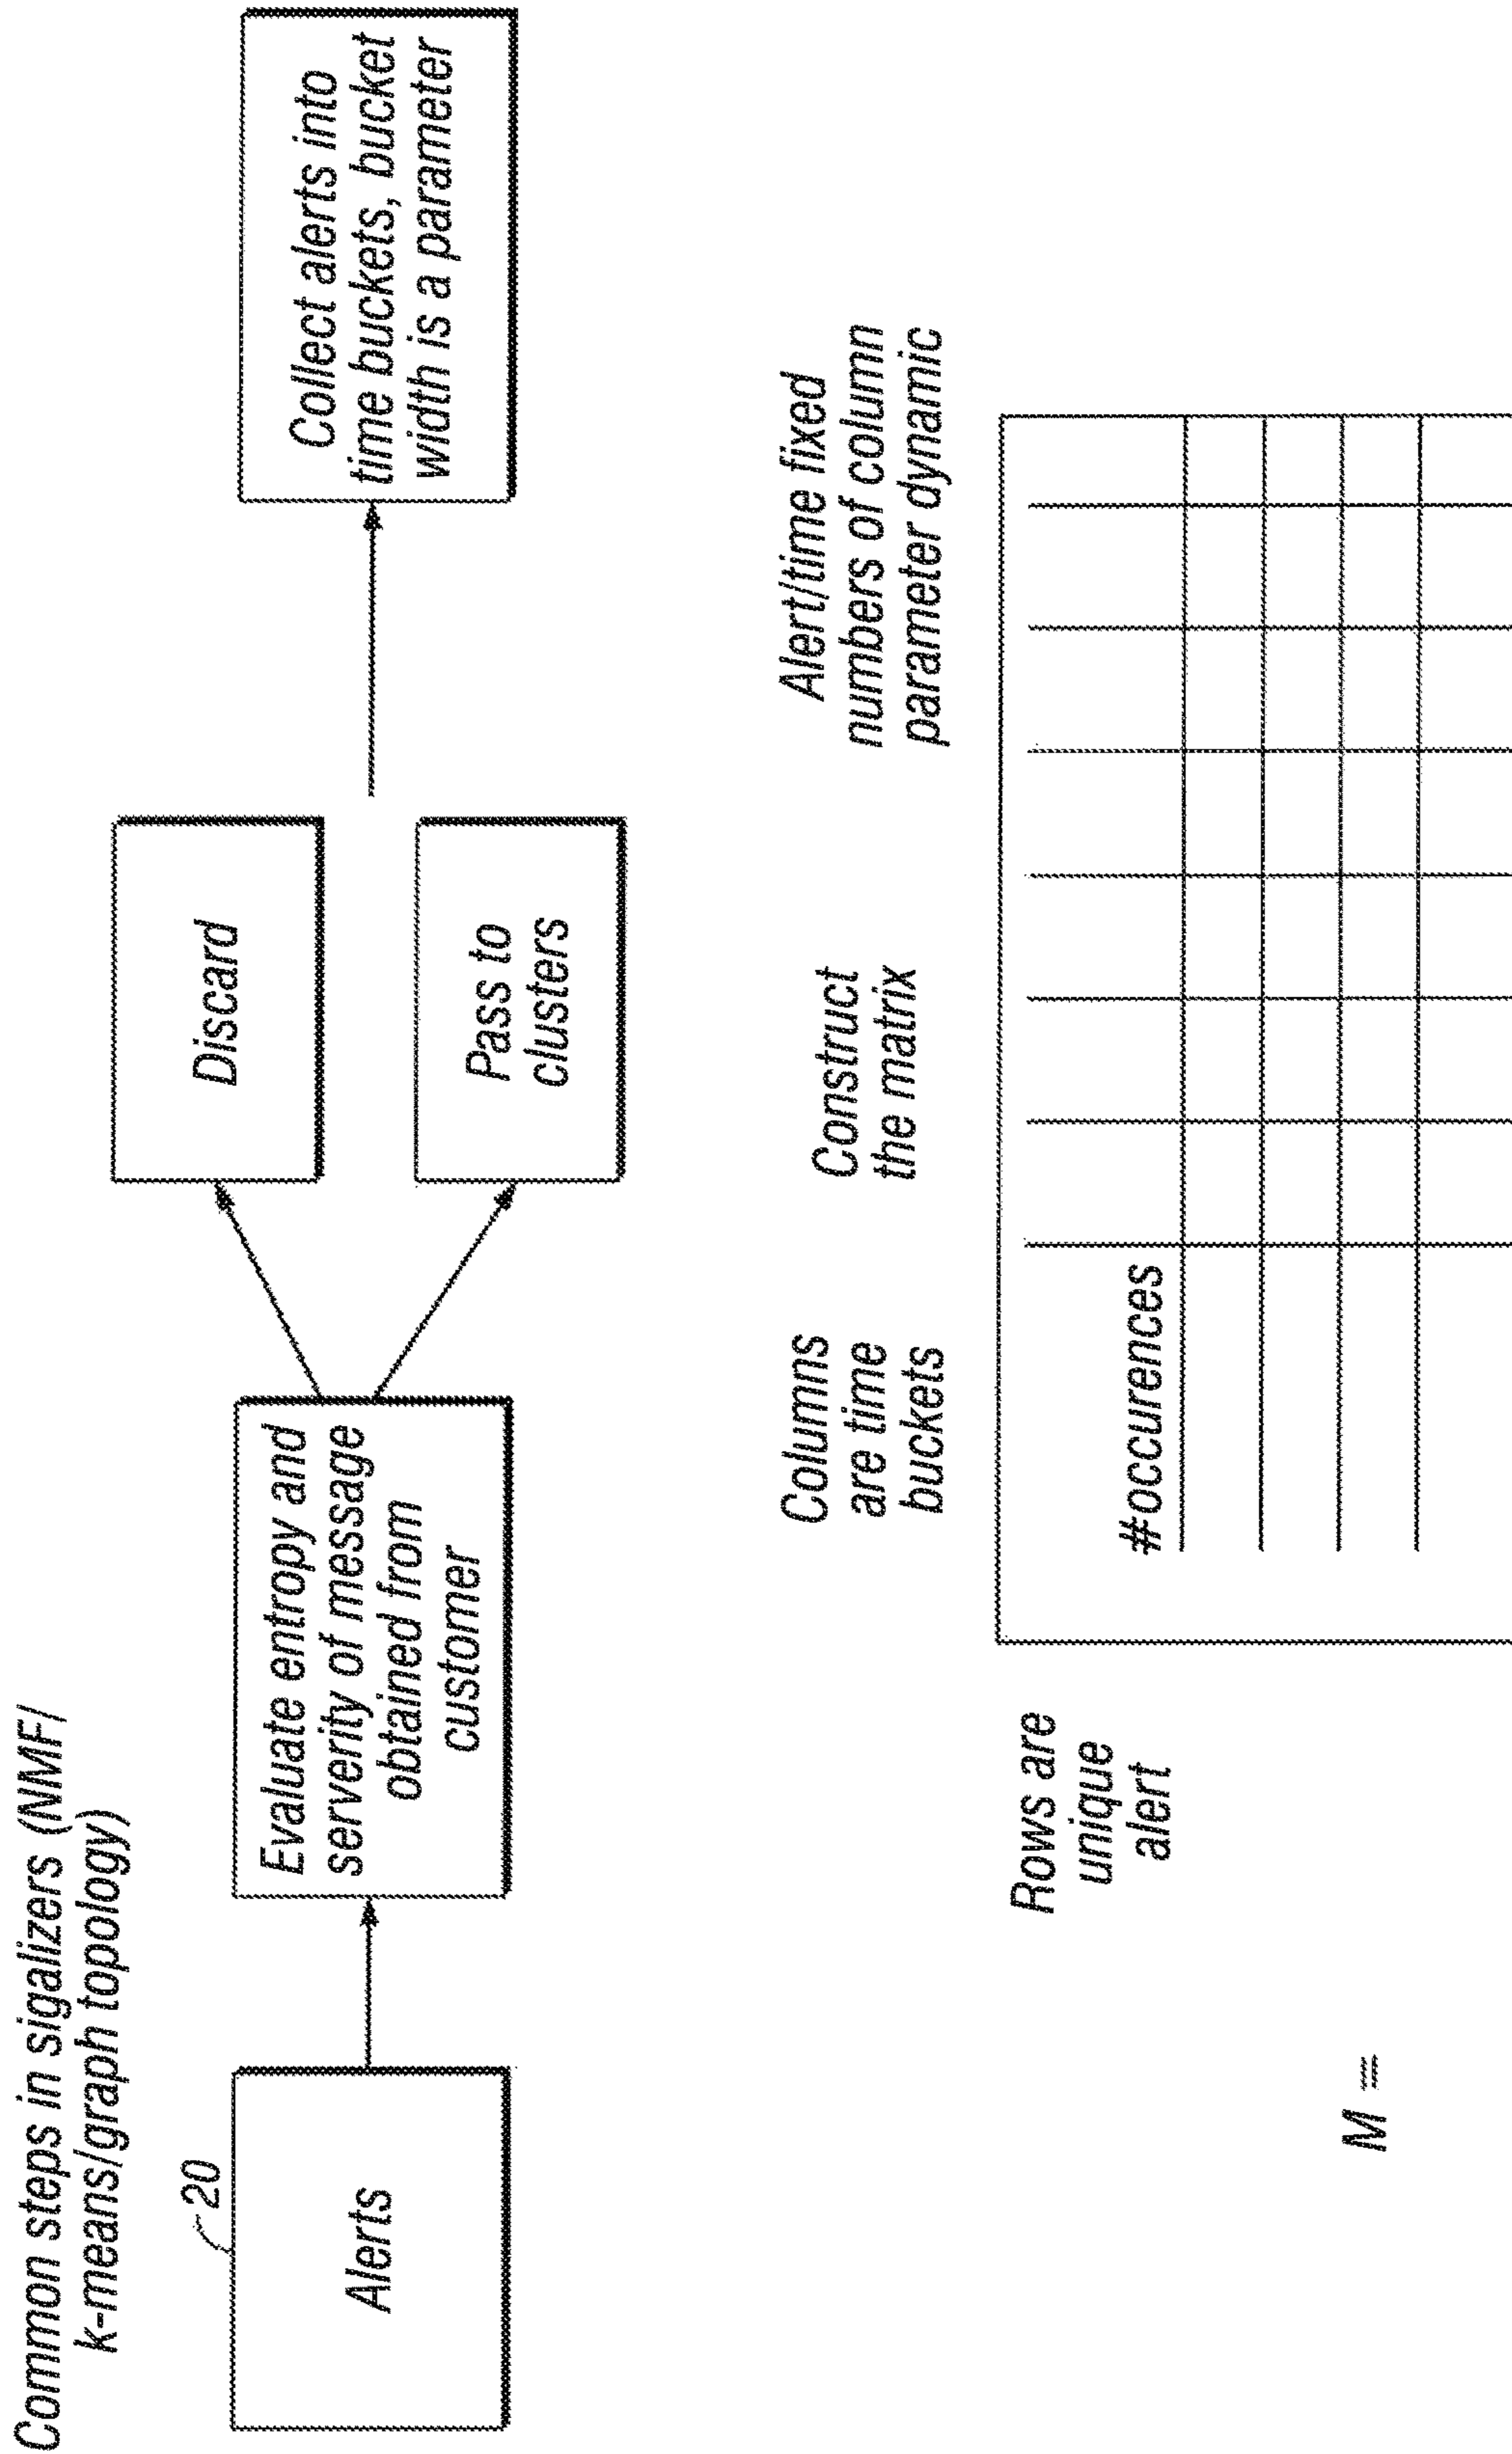 Common steps in sigalizers (NMF/
k-means/graph topology)
20
Alerts
Evaluate entropy and
serverity of message
obtained from
customer
Discard
Pass to
clusters
Collect alerts into
time buckets, bucket
width is a parameter
Columns
are time
buckets
Construct
the matrix
Alert/time fixed
numbers of column
parameter dynamic
Rows are
unique
alert
#occurences
M =